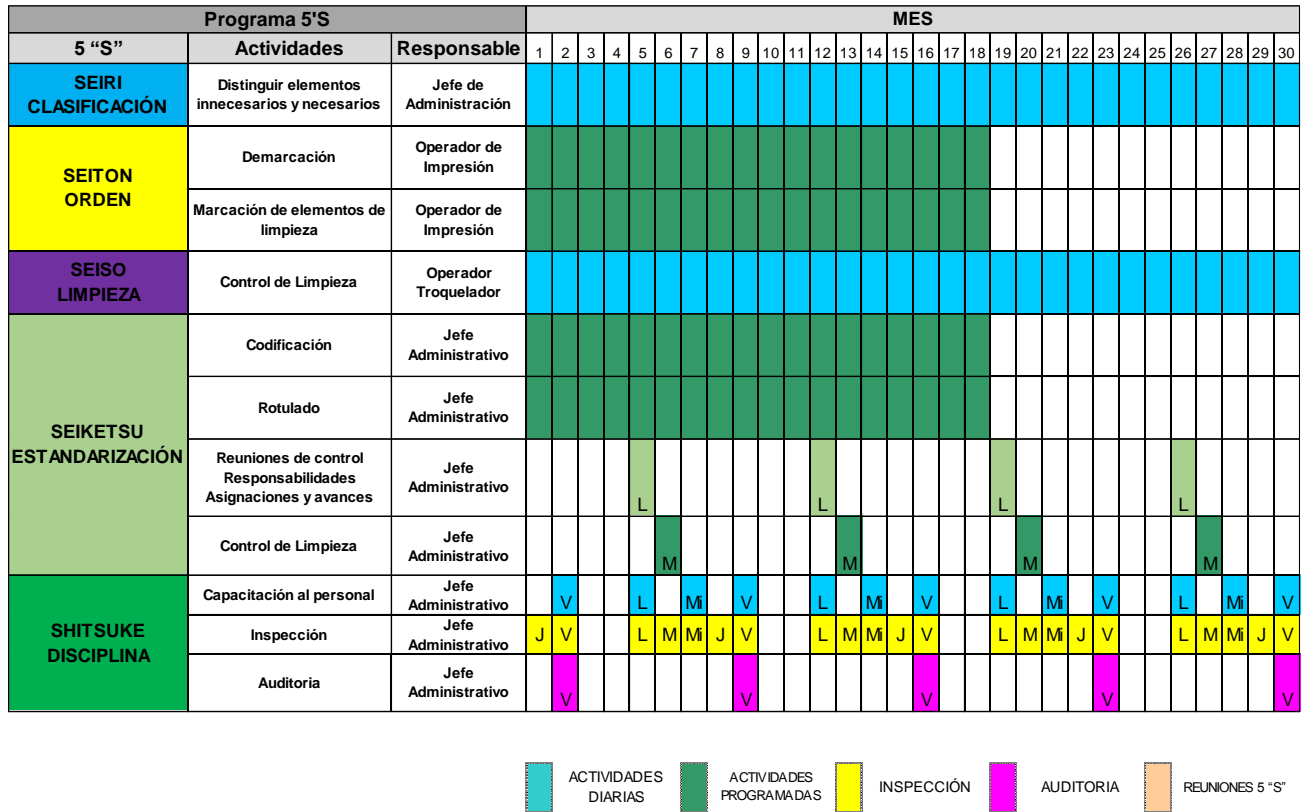 Programa 5'S MES
5 “S” Actividades Responsable 1 2 3 4 5 6 7 8 9 10 11 12 13 14 15 16 17 18 19 20 21 22 23 24 25 26 27 28 29 30
SEIRI
CLASIFICACIÓN
Distinguir elementos
innecesarios y necesarios
Jefe de
Administración
SEITON
ORDEN
Demarcación
Operador de
Impresión
Marcación de elementos de
limpieza
Operador de
Impresión
SEISO
LIMPIEZA
Control de Limpieza
Operador
Troquelador
SEIKETSU
ESTANDARIZACIÓN
Codificación
Jefe
Administrativo
Rotulado
Jefe
Administrativo
Reuniones de control
Responsabilidades
Asignaciones y avances
Jefe
Administrativo
L L L L
Control de Limpieza
Jefe
Administrativo
M M M M
SHITSUKE
DISCIPLINA
Capacitación al personal
Jefe
Administrativo
V L Mi V L Mi V L Mi V L Mi V
Inspección
Jefe
Administrativo
J V L M Mi J V L M Mi J V L M Mi J V L M Mi J V
Auditoria
Jefe
Administrativo
V V V V V
ACTIVIDADES
DIARIAS
ACTIVIDADES
PROGRAMADAS
INSPECCIÓN
AUDITORIA
REUNIONES 5 “S”